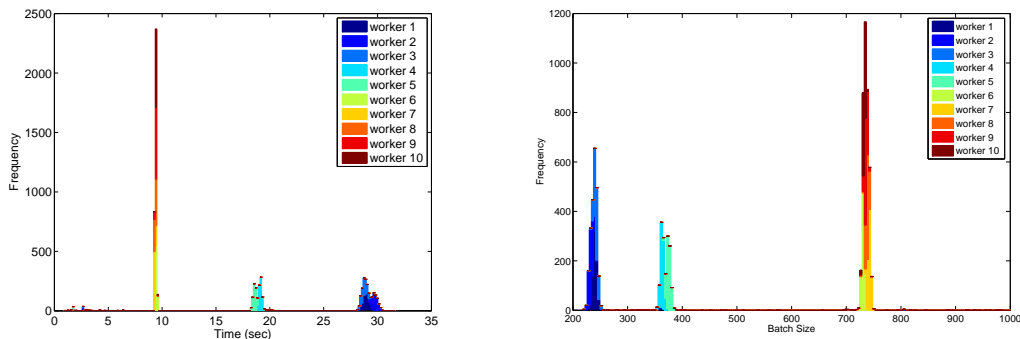 2500
2000
1500
1000
500
0
0 5 10 15 20 25 30 35
Time (sec)
Frequency
worker 1
worker 2
worker 3
worker 4
worker 5
worker 6
worker 7
worker 8
worker 9
worker 10
1200
1000
800
600
400
200
0
200 300 400 500 600 700 800 900 1000
Batch Size
Frequency
worker 1
worker 2
worker 3
worker 4
worker 5
worker 6
worker 7
worker 8
worker 9
worker 10